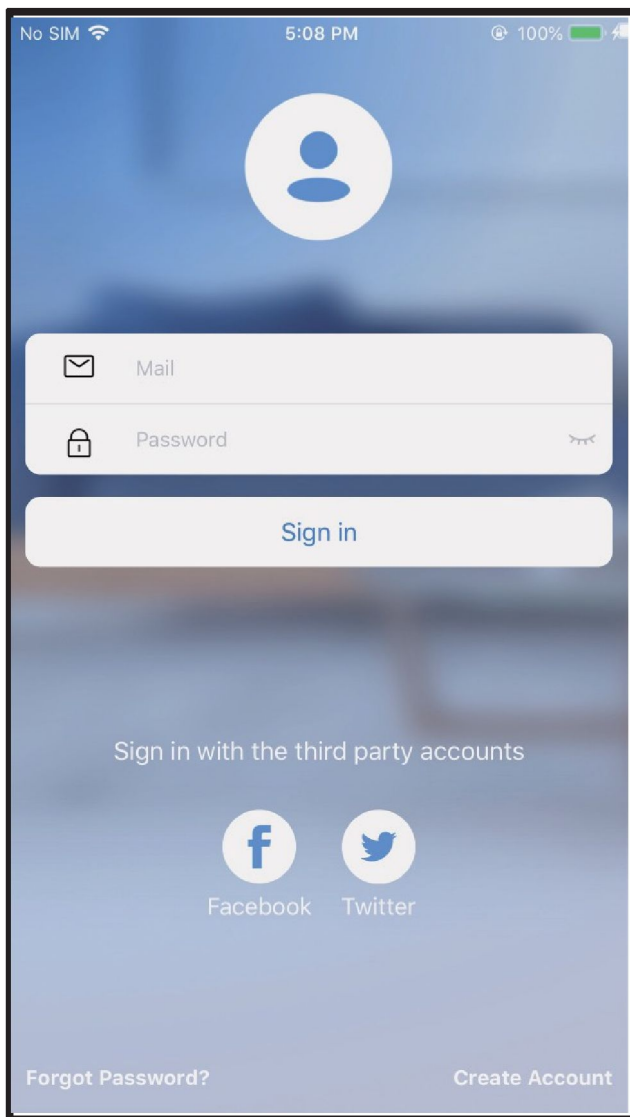 No SIM 5:08 PM 100%
Mail
Password
Sign in
Sign in with the third party accounts
Facebook Twitter
Forgot Password? Create Account